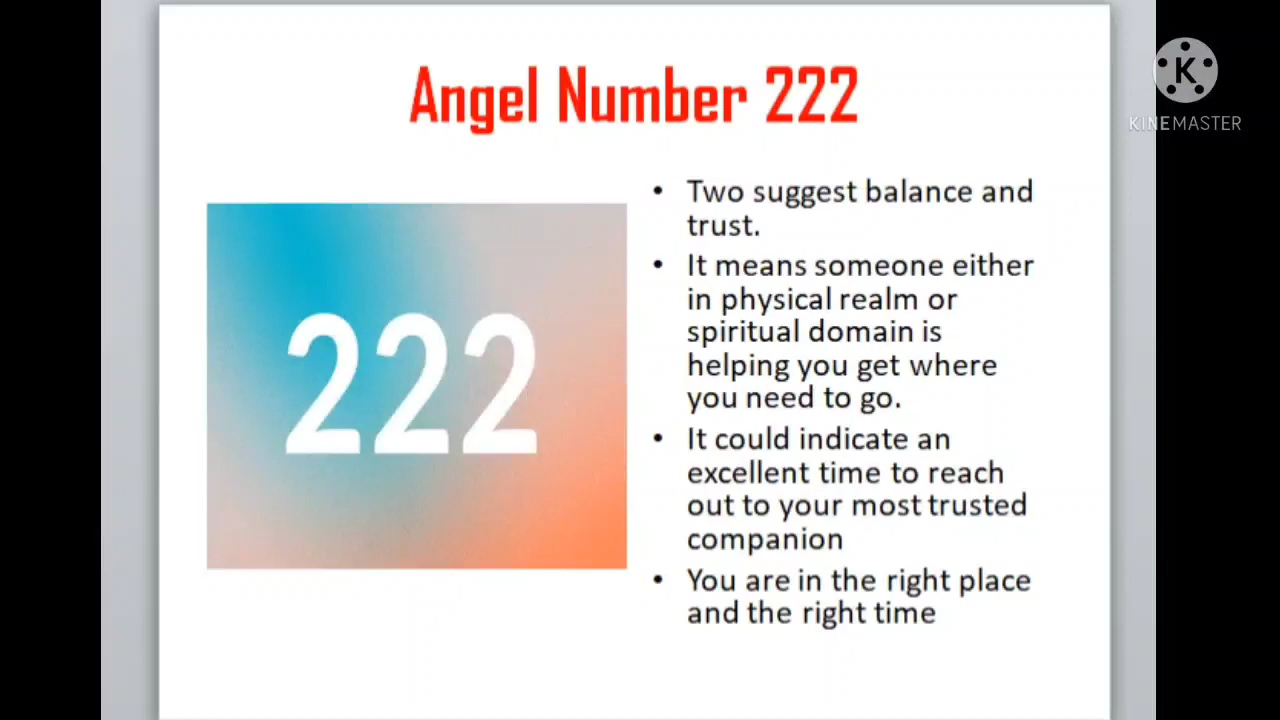 Angel Number 222
K
KINEMASTER
222
• Two suggest balance and
trust.
• It means someone either
in physical realm or
spiritual domain is
helping you get where
you need to go.
• It could indicate an
excellent time to reach
out to your most trusted
companion
• You are in the right place
and the right time